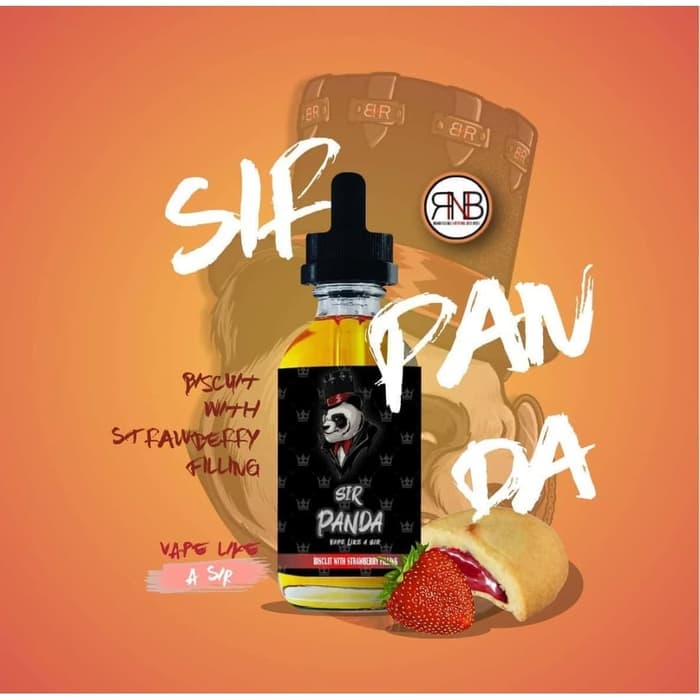 SIR
PAN
DA
BISCUIT
WITH
STRAWBERRY
FILLING
VAPE LIKE
A SIR
SIR
PANDA
VAPE LIKE A SIR
BISCUIT WITH STRAWBERRY FILLING
RNB
BR
BR
BR
BR